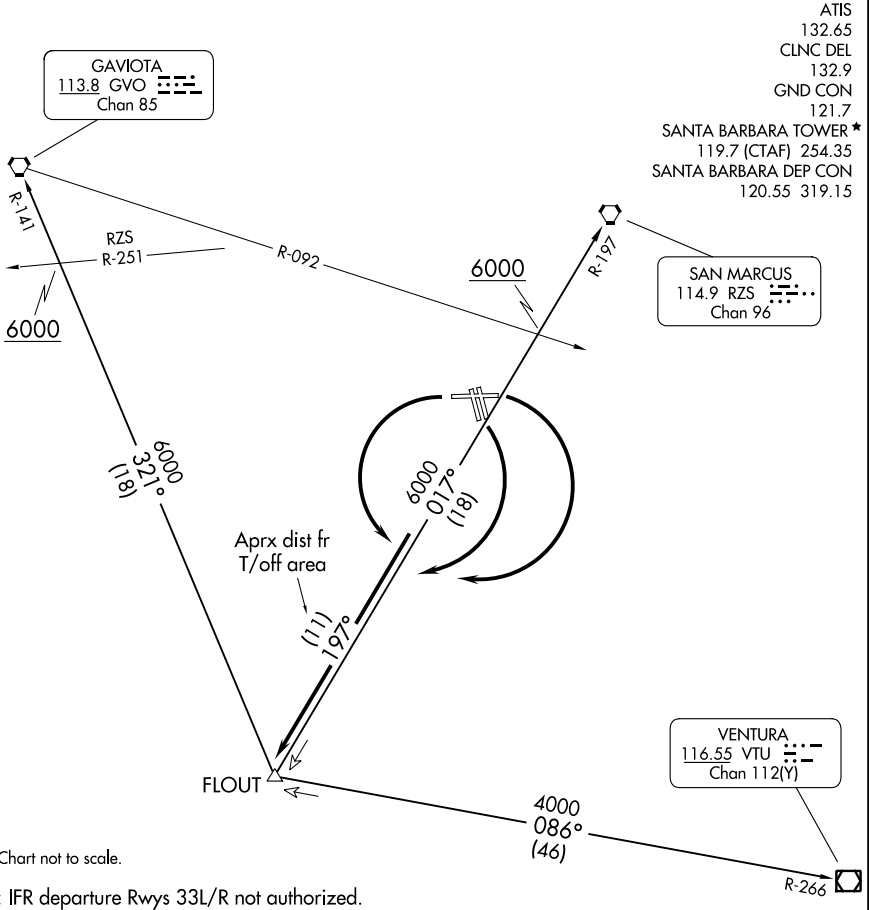 ATIS
132.65
CLNC DEL
132.9
GND CON
121.7
SANTA BARBARA TOWER ★
119.7 (CTAF) 254.35
SANTA BARBARA DEP CON
120.55 319.15
GAVIOTA
113.8 GVO
Chan 85
R-141
RZS
R-251
R-092
6000
6000
R-197
SAN MARCUS
114.9 RZS
Chan 96
6000
321°
(18)
6000
017°
(18)
Aprx dist fr
T/off area
(11)
197°
FLOUT
VENTURA
116.55 VTU
Chan 112(Y)
4000
086°
(46)
R-266
Chart not to scale.
: IFR departure Rwys 33L/R not authorized.